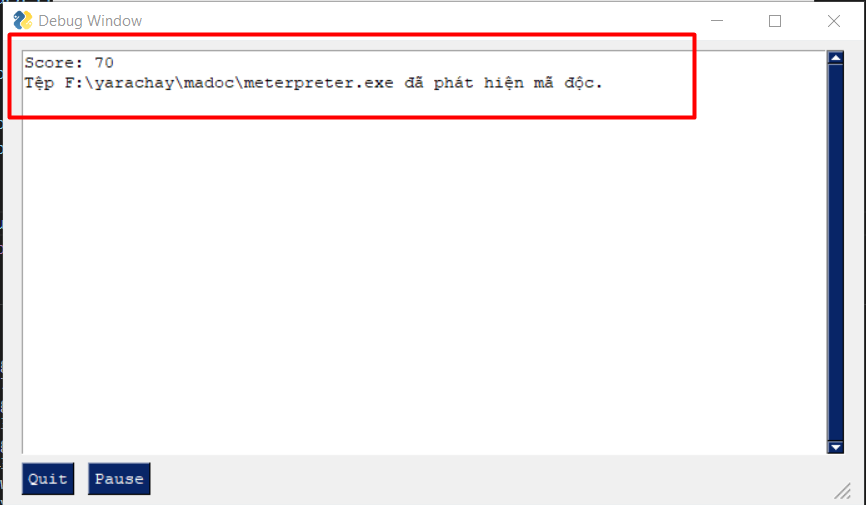 Debug Window
Score: 70
Tệp F:\yarachay\madoc\meterpreter.exe đã phát hiện mã độc.
Quit Pause